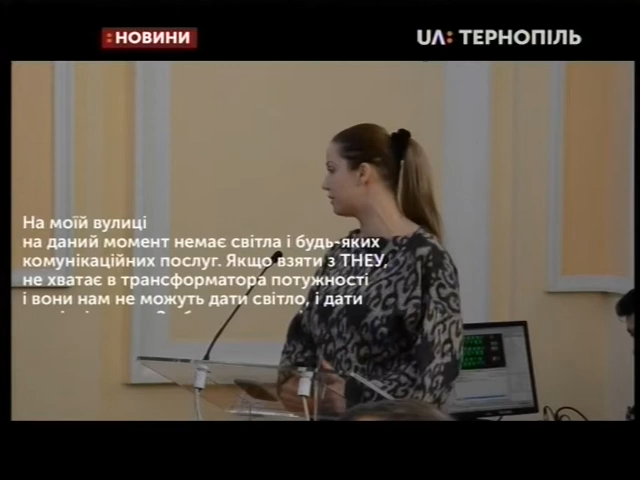 :НОВИНИ
UA: ТЕРНОПІЛЬ
На моїй вулиці
на даний момент немає світла і будь-яких
комунікаційних послуг. Якщо взяти з ТНЕУ,
не хватає в трансформатора потужності
і вони нам не можуть дати світло, і дати